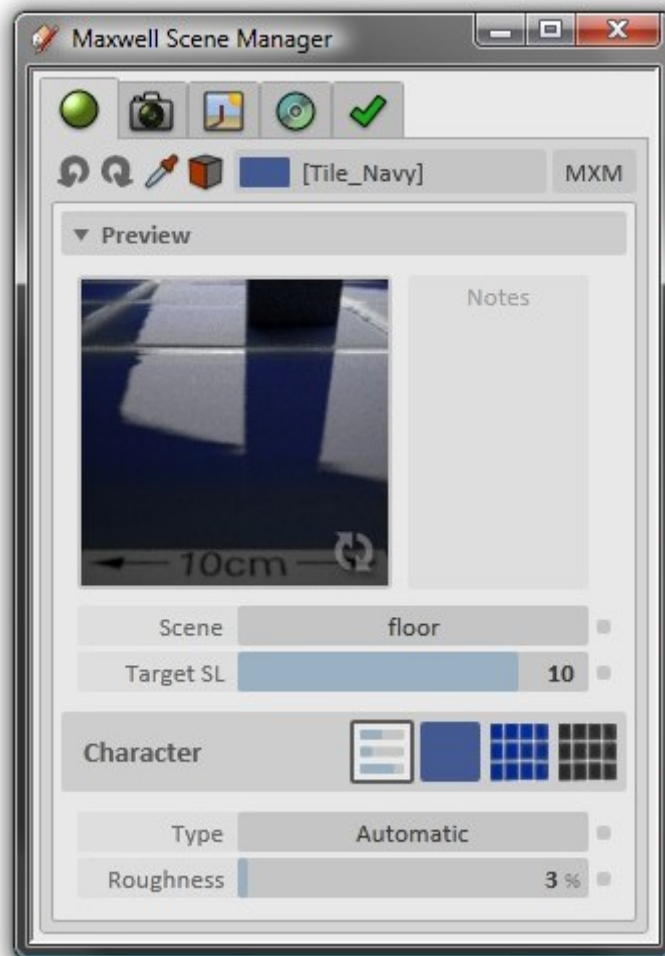 Maxwell Scene Manager
[Tile_Navy] MXM
Preview
Notes
10cm
Scene floor
Target SL 10
Character
Type Automatic
Roughness 3 %